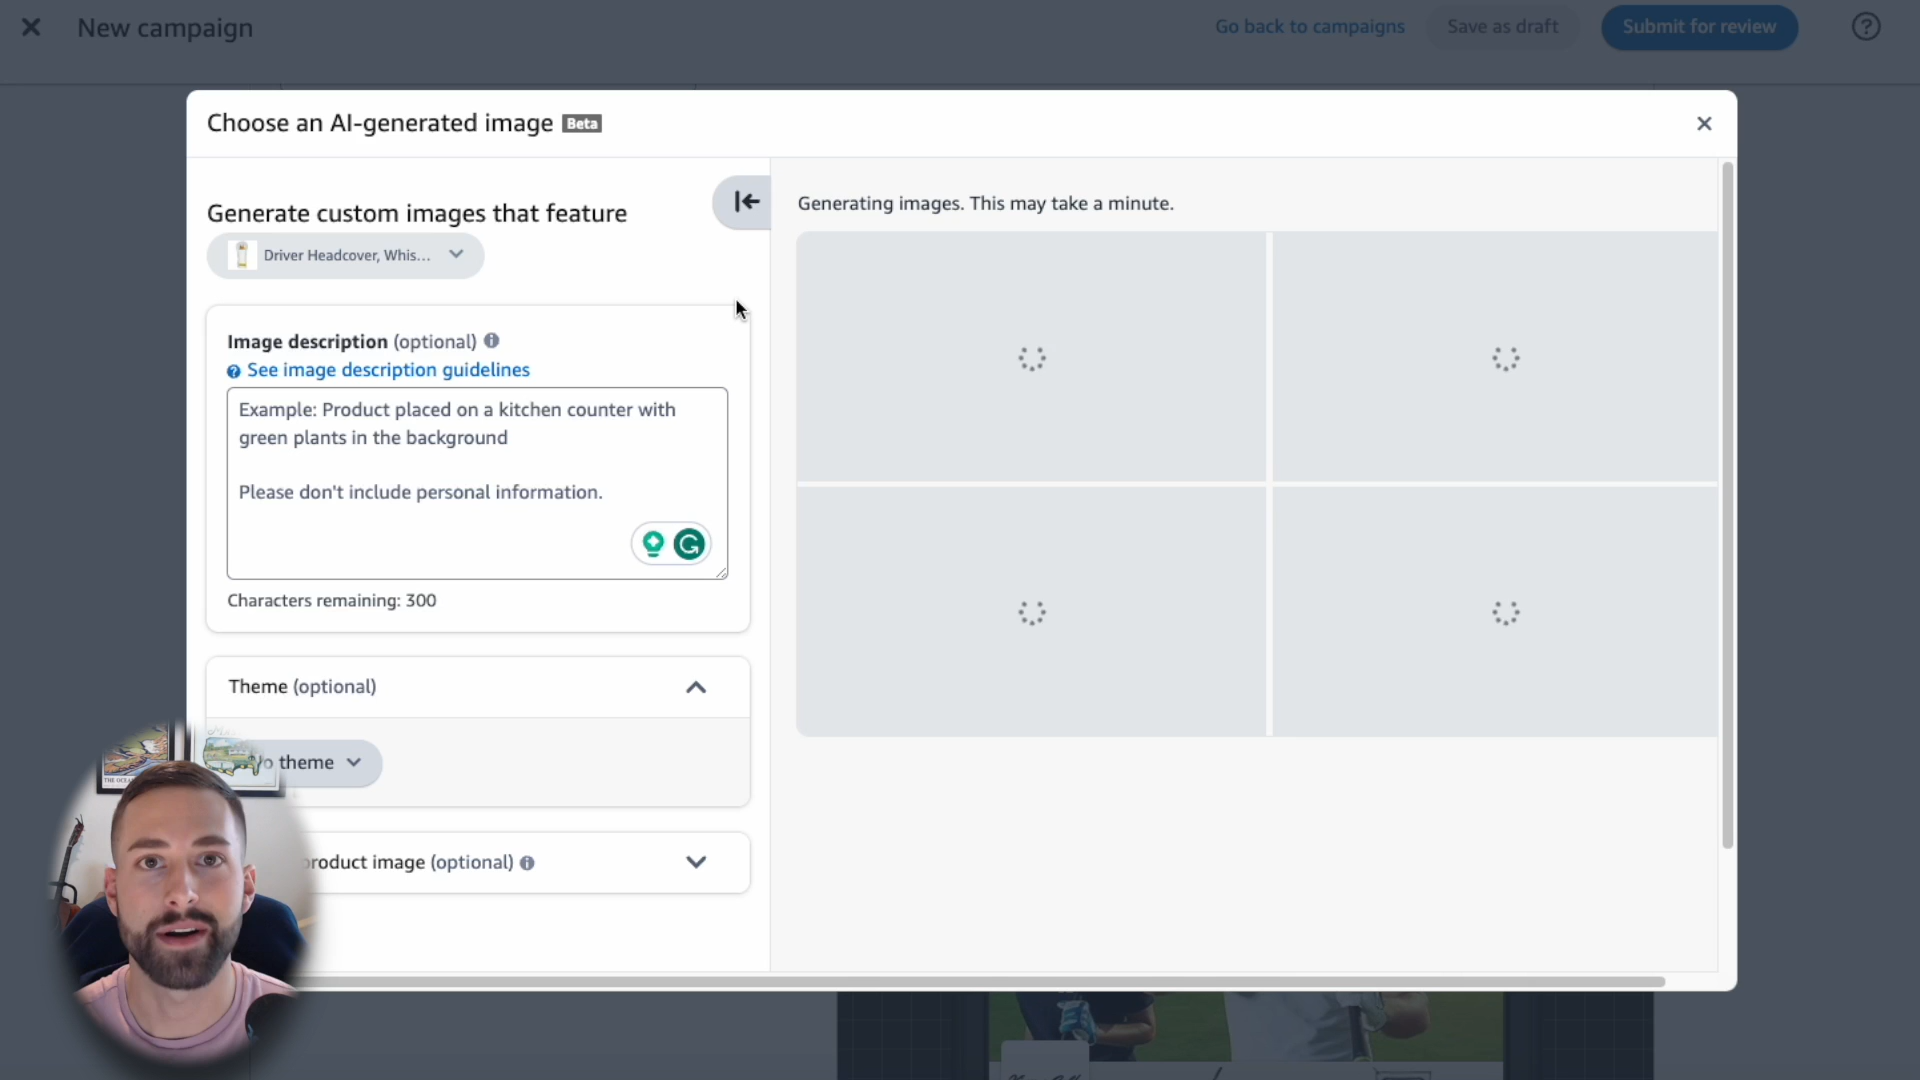 New campaign
Go back to campaigns
Save as draft
Submit for review
Choose an AI-generated image Beta
Generate custom images that feature
Driver Headcover, Whis...
Image description (optional)
See image description guidelines
Example: Product placed on a kitchen counter with
green plants in the background
Please don't include personal information.
Characters remaining: 300
Theme (optional)
o theme
roduct image (optional)
Generating images. This may take a minute.